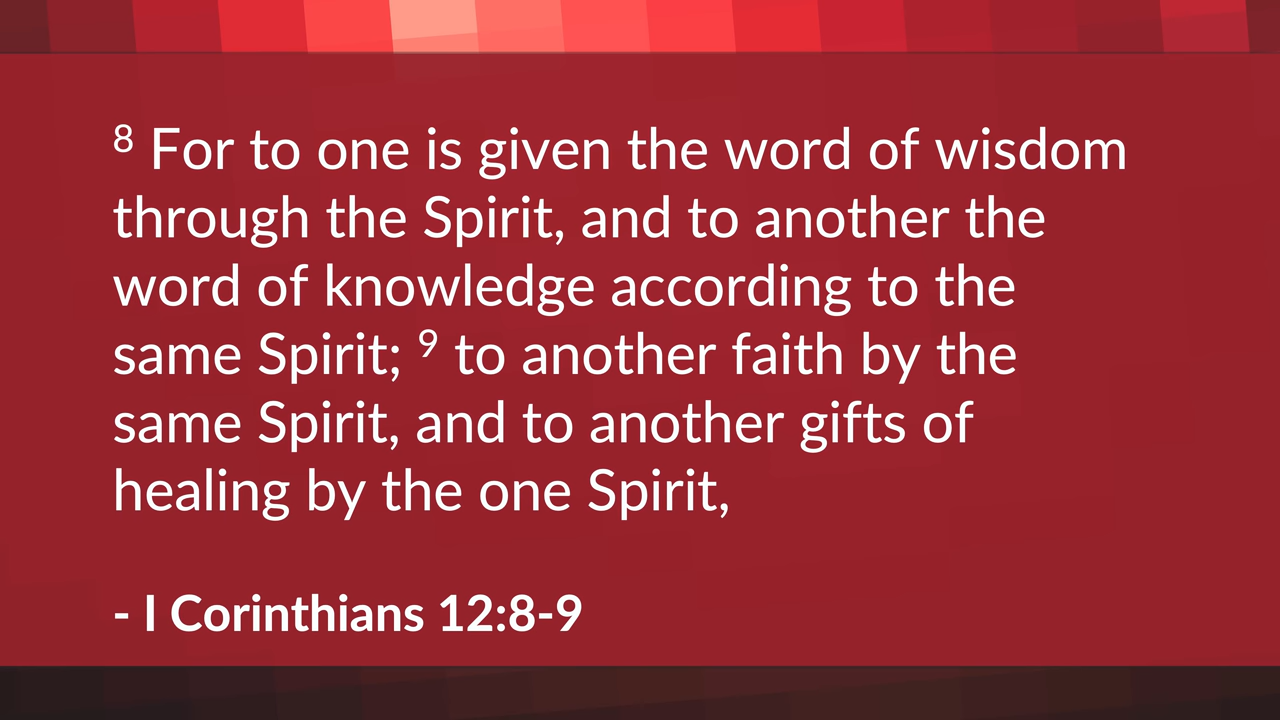 8 For to one is given the word of wisdom
through the Spirit, and to another the
word of knowledge according to the
same Spirit; 9 to another faith by the
same Spirit, and to another gifts of
healing by the one Spirit,
- I Corinthians 12:8-9